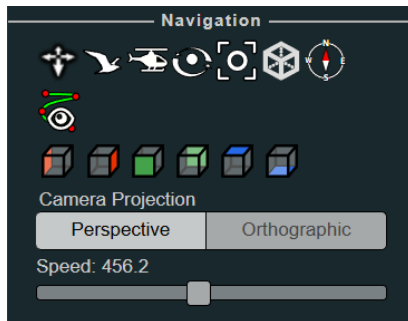 Navigation
N
W E
S
Camera Projection
Perspective Orthographic
Speed: 456.2